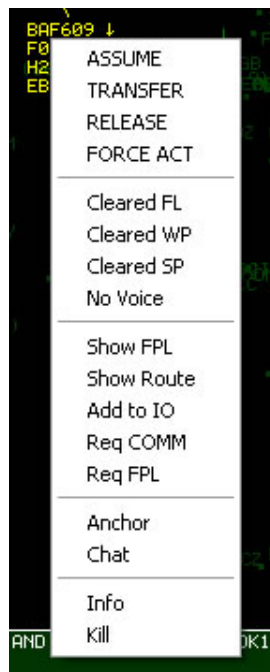 BAF609 ↓
F0
H2
EB
ASSUME
TRANSFER
RELEASE
FORCE ACT
Cleared FL
Cleared WP
Cleared SP
No Voice
Show FPL
Show Route
Add to IO
Req COMM
Req FPL
Anchor
Chat
Info
Kill
AND
OK1